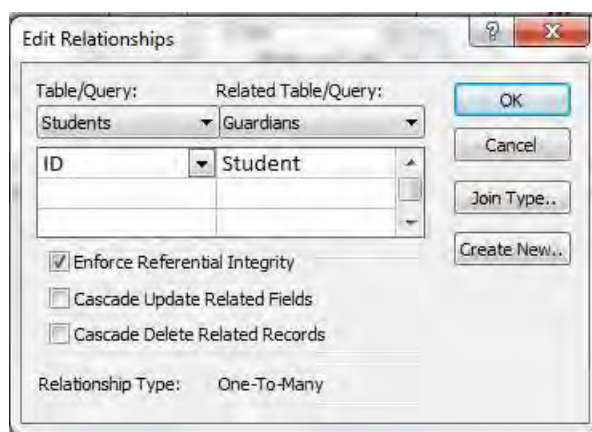 Edit Relationships
?
X
Table/Query: Related Table/Query:
Students Guardians
ID Student
Enforce Referential Integrity
Cascade Update Related Fields
Cascade Delete Related Records
Relationship Type: One-To-Many
OK
Cancel
Join Type..
Create New..